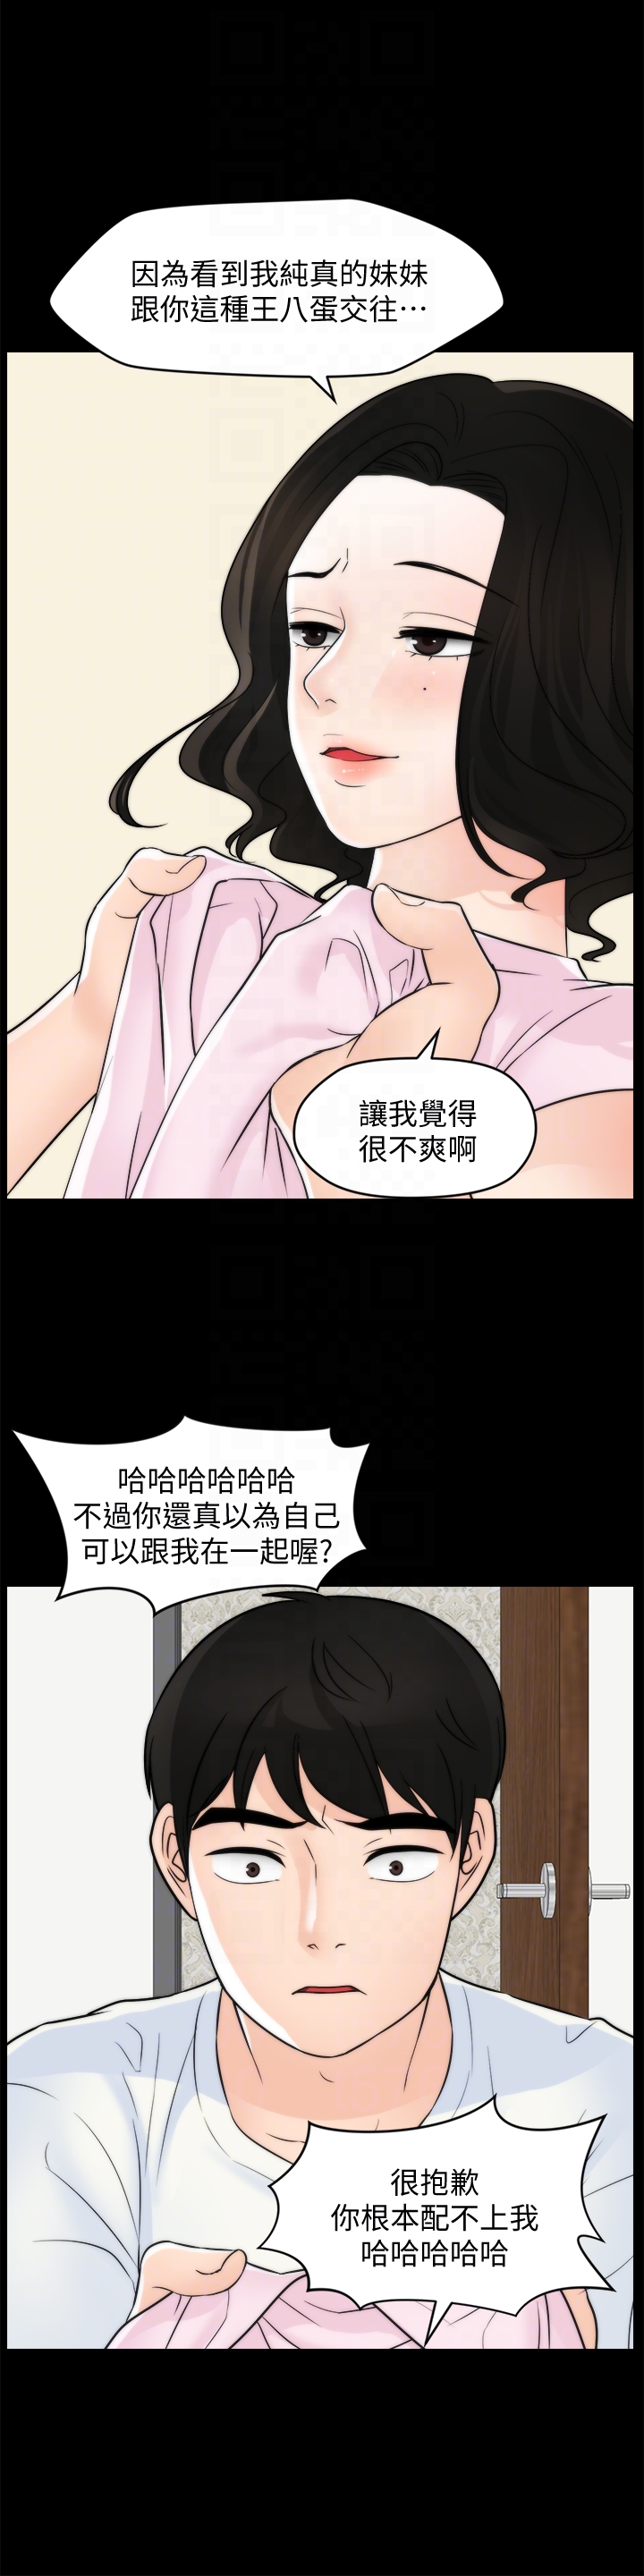 因為看到我純真的妹妹
跟你這種王八蛋交往…
讓我覺得
很不爽啊
哈哈哈哈哈哈
不過你還真以為自己
可以跟我在一起喔?
很抱歉
你根本配不上我
哈哈哈哈哈